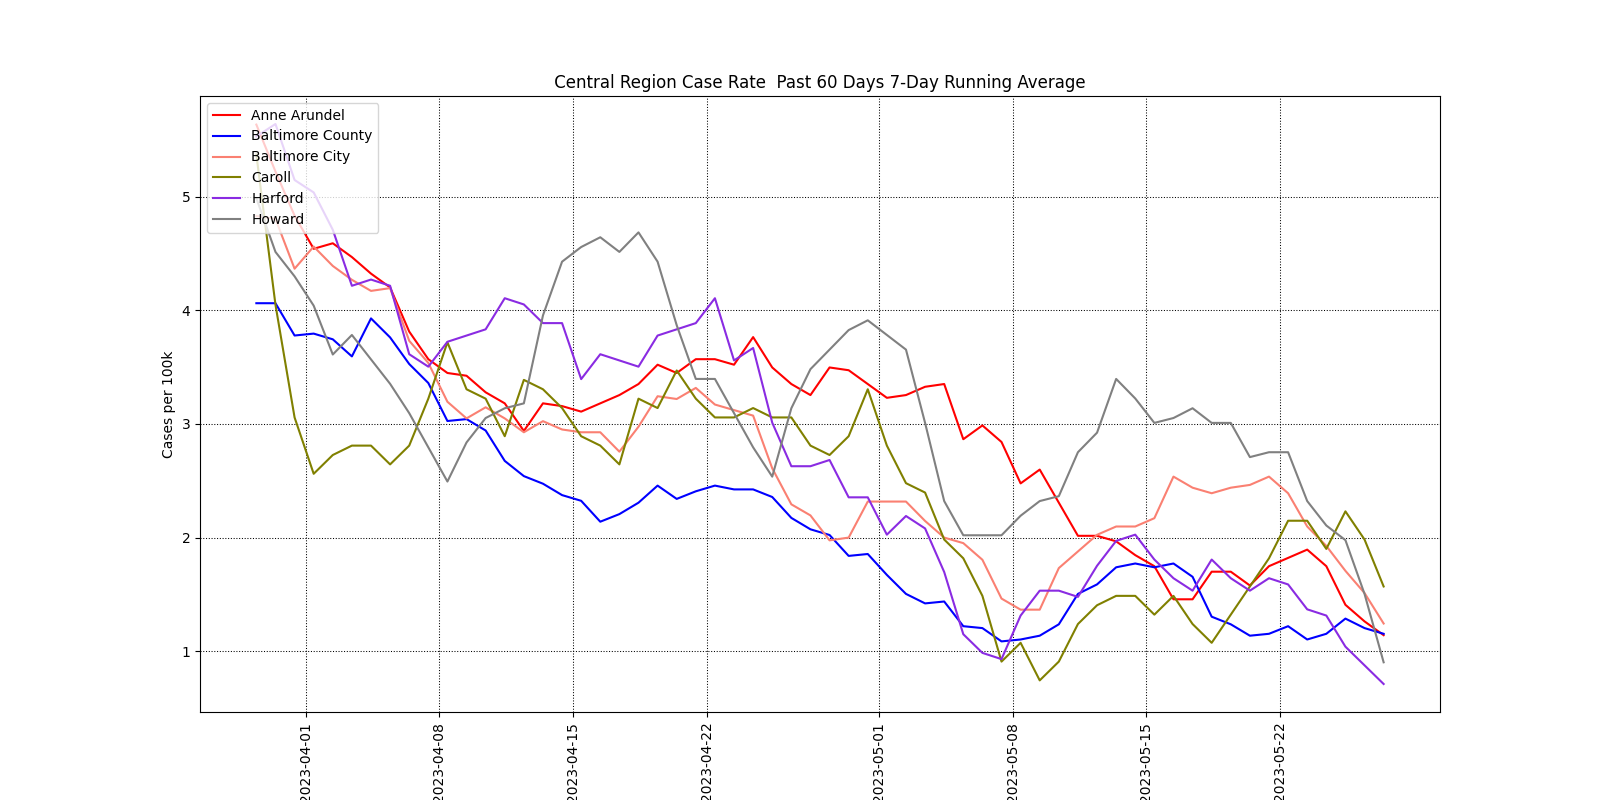 Central Region Case Rate  Past 60 Days 7-Day Running Average
Anne Arundel
Baltimore County
Baltimore City
Caroll
Harford
Howard
Cases per 100k
5
4
3
2
1
2023-04-01
2023-04-08
2023-04-15
2023-04-22
2023-05-01
2023-05-08
2023-05-15
2023-05-22